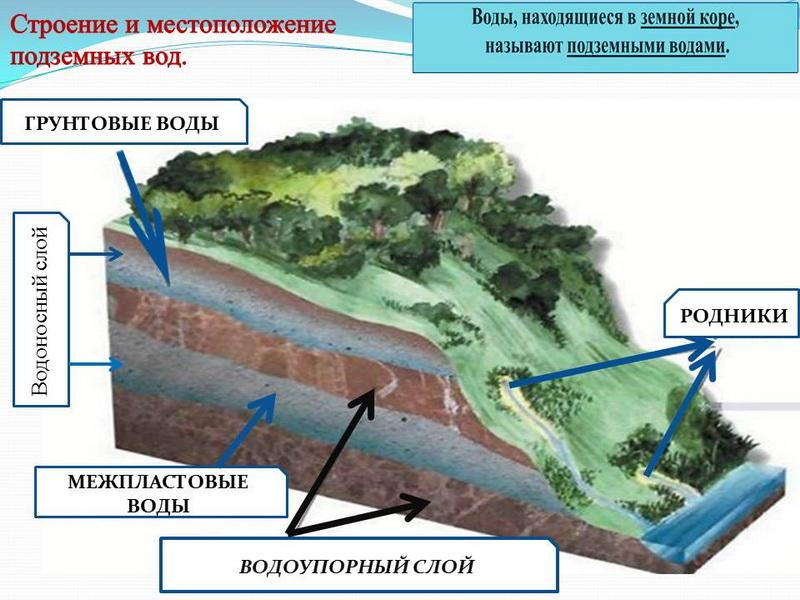 Строение и местоположение
подземных вод.
Воды, находящиеся в земной коре,
называют подземными водами.
ГРУНТОВЫЕ ВОДЫ
Водоносный слой
РОДНИКИ
МЕЖПЛАСТОВЫЕ
ВОДЫ
ВОДОУПОРНЫЙ СЛОЙ